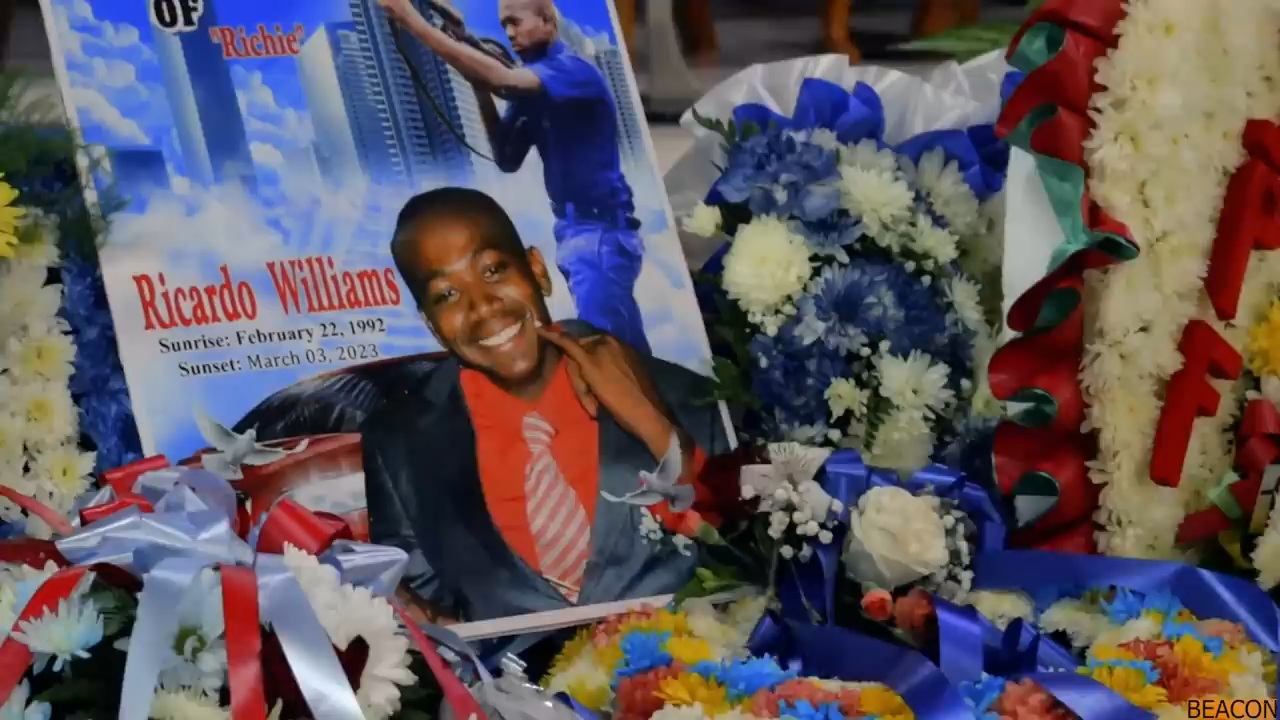 OF
"Richie"
Ricardo Williams
Sunrise: February 22, 1992
Sunset: March 03, 2023
BEACON